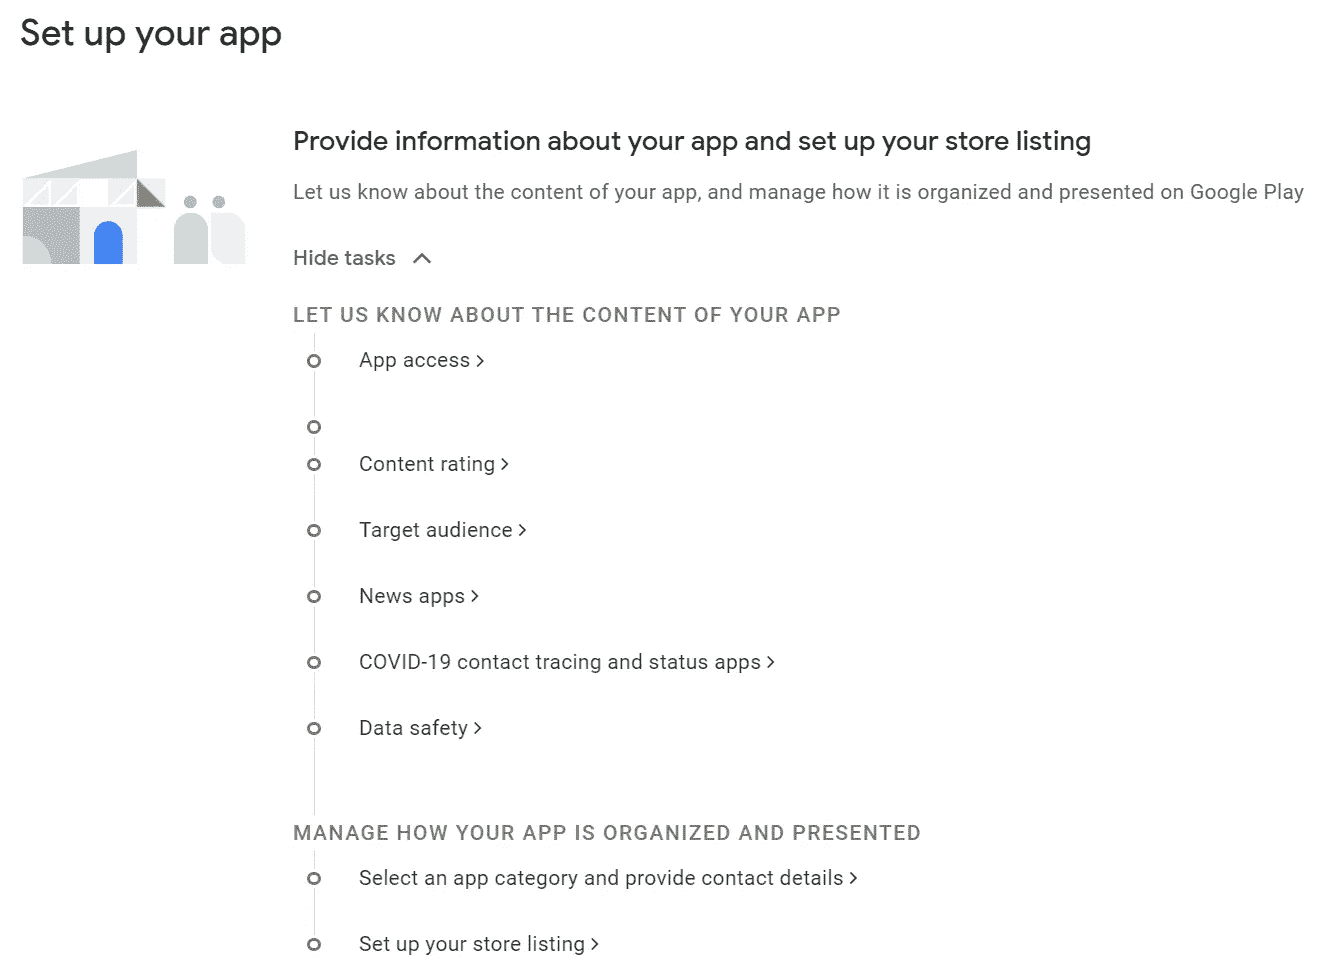 Set up your app
Provide information about your app and set up your store listing
Let us know about the content of your app, and manage how it is organized and presented on Google Play
Hide tasks
LET US KNOW ABOUT THE CONTENT OF YOUR APP
App access
Content rating
Target audience
News apps
COVID-19 contact tracing and status apps
Data safety
MANAGE HOW YOUR APP IS ORGANIZED AND PRESENTED
Select an app category and provide contact details
Set up your store listing